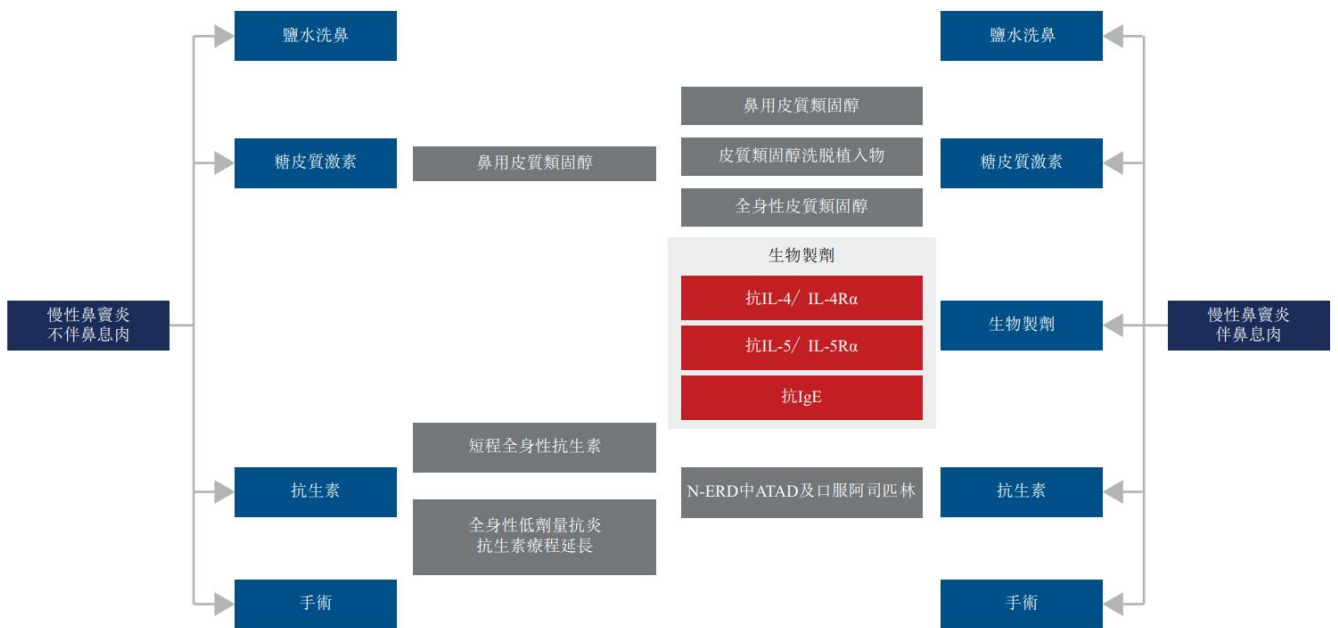 鹽水洗鼻
鹽水洗鼻
鼻用皮質類固醇
糖皮質激素
鼻用皮質類固醇
皮質類固醇洗脱植入物
糖皮質激素
全身性皮質類固醇
生物製劑
抗IL-4/ IL-4Rα
慢性鼻竇炎
不伴鼻息肉
抗IL-5/ IL-5Rα
生物製劑
慢性鼻竇炎
伴鼻息肉
抗IgE
短程全身性抗生素
抗生素
N-ERD中ATAD及口服阿司匹林
抗生素
全身性低劑量抗炎
抗生素療程延長
手術
手術